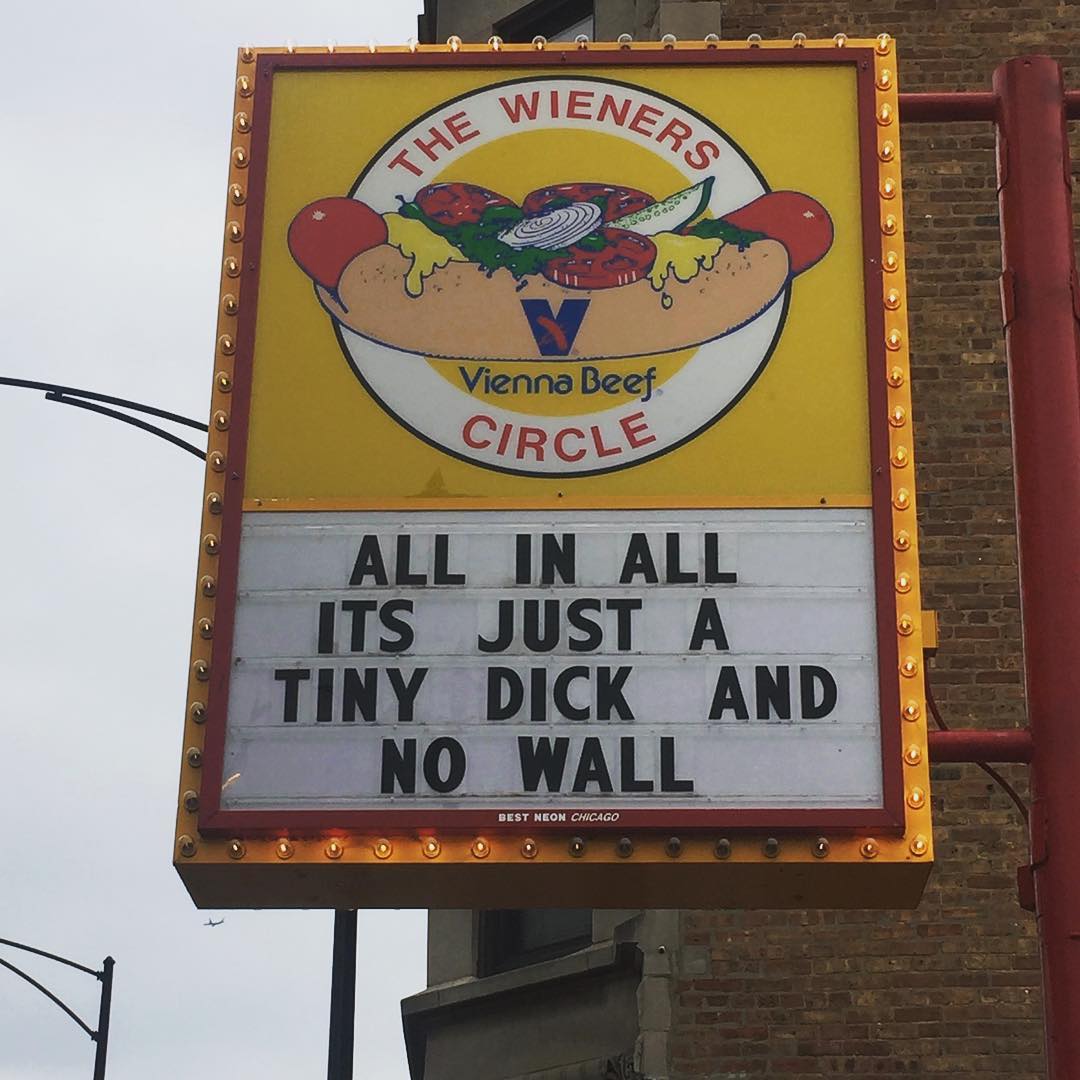 THE WIENERS
V
Vienna Beef®
CIRCLE
ALL IN ALL
ITS JUST A
TINY DICK AND
NO WALL
BEST NEON CHICAGO